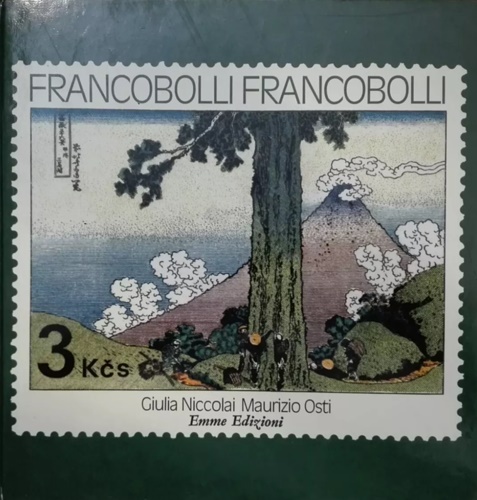 FRANCOBOLLI FRANCOBOLLI
3 Kčs
Giulia Niccolai Maurizio Osti
Emme Edizioni